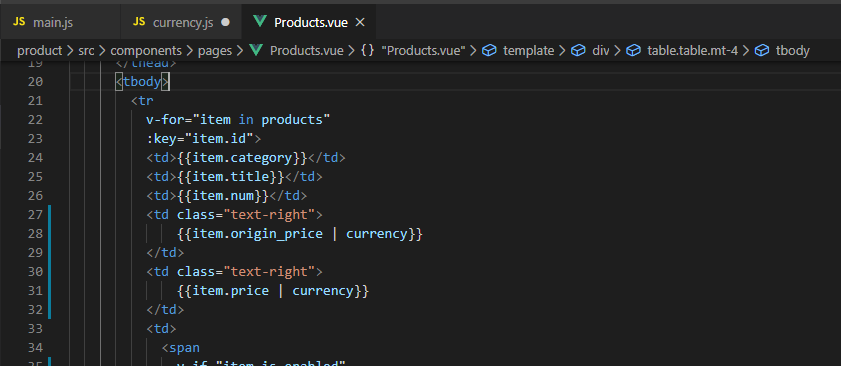 JS main.js JS currency.js Products.vue
product > src > components > pages > Products.vue > {} "Products.vue" > template > div > table.table.mt-4 > tbody
19 </thead>
20 <tbody>
21 <tr
22 v-for="item in products"
23 :key="item.id">
24 <td>{{item.category}}</td>
25 <td>{{item.title}}</td>
26 <td>{{item.num}}</td>
27 <td class="text-right">
28 {{item.origin_price | currency}}
29 </td>
30 <td class="text-right">
31 {{item.price | currency}}
32 </td>
33 <td>
34 <span
35 v-if="item.is_enabled"